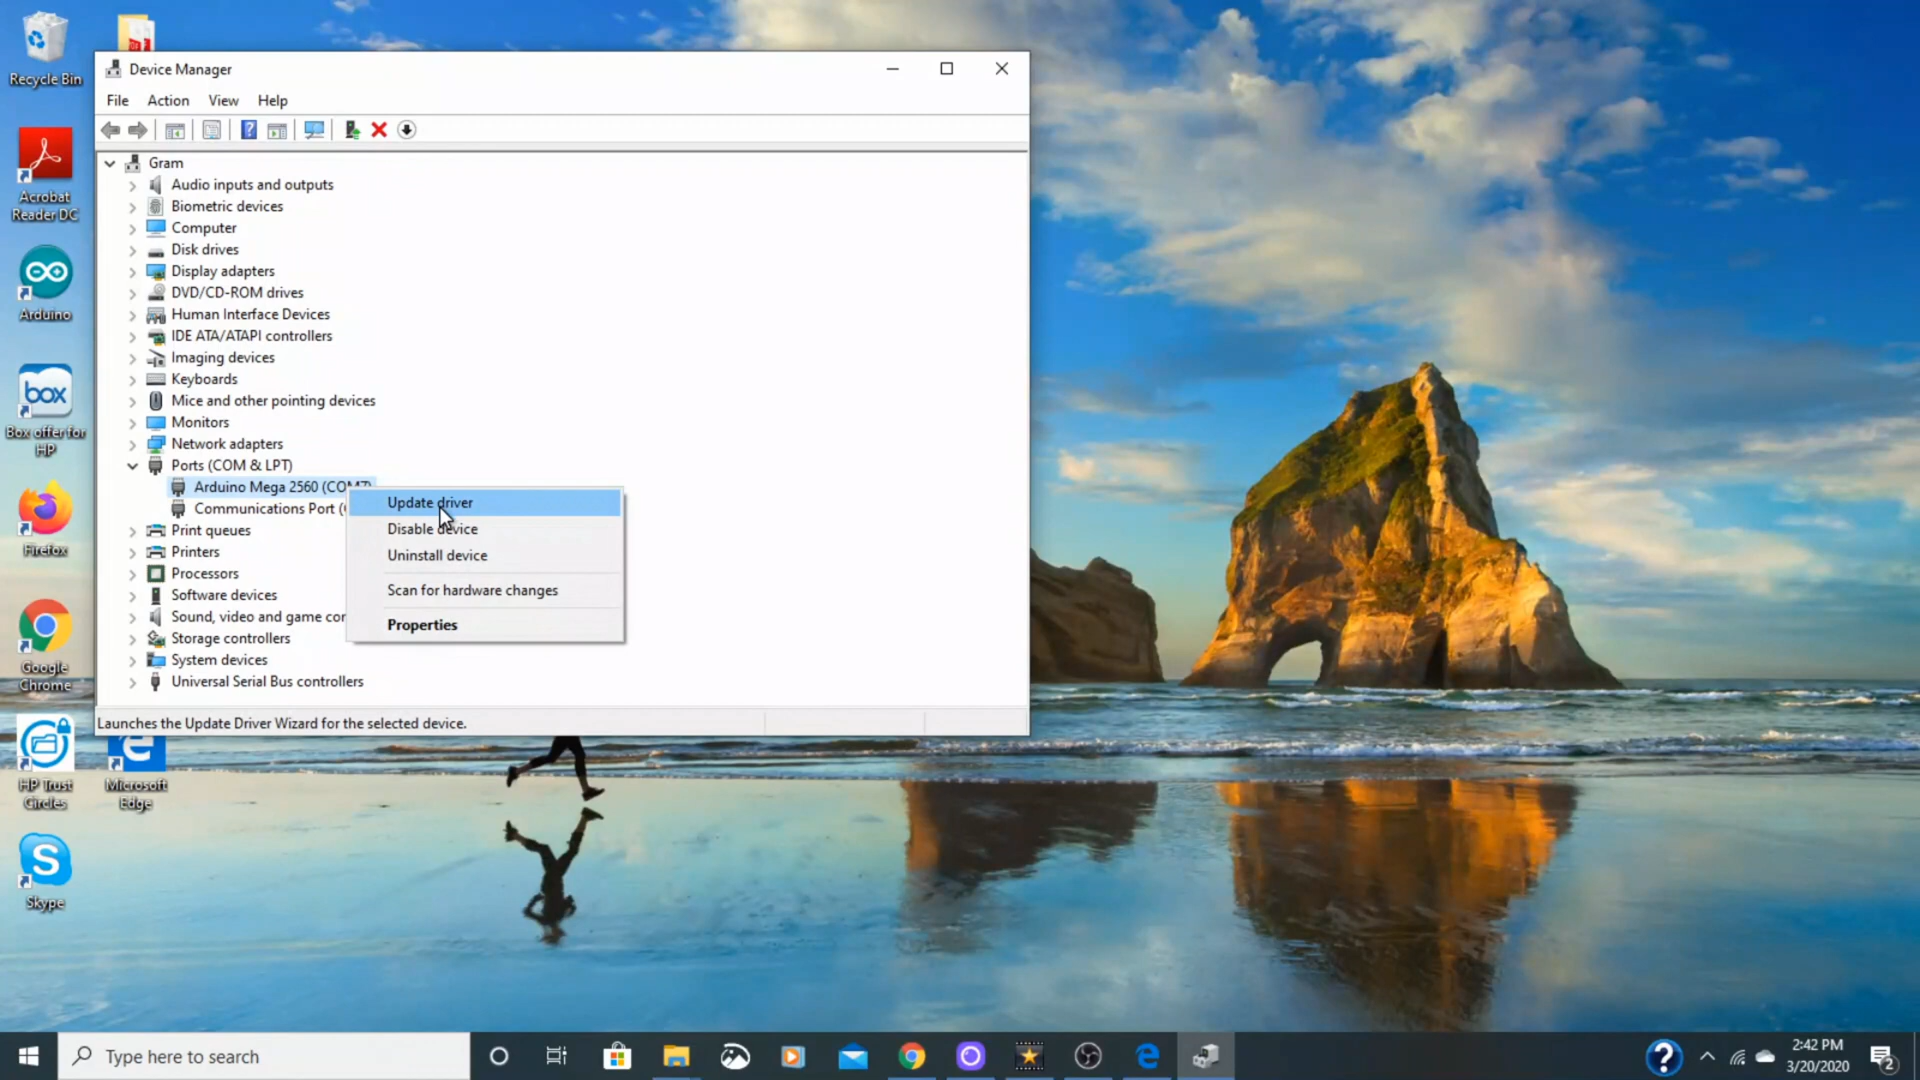 Recycle Bin
Acrobat
Reader DC
Arduino
box
Box offer for
HP
Firefox
Google
Chrome
HP Trust
Circles
Microsoft
Edge
Skype
Device Manager
File Action View Help
Gram
Audio inputs and outputs
Biometric devices
Computer
Disk drives
Display adapters
DVD/CD-ROM drives
Human Interface Devices
IDE ATA/ATAPI controllers
Imaging devices
Keyboards
Mice and other pointing devices
Monitors
Network adapters
Ports (COM & LPT)
Arduino Mega 2560 (COM7)
Communications Port (
Print queues
Printers
Processors
Software devices
Sound, video and game cor
Storage controllers
System devices
Universal Serial Bus controllers
Update driver
Disable device
Uninstall device
Scan for hardware changes
Properties
Launches the Update Driver Wizard for the selected device.
Type here to search
2:42 PM
3/20/2020
2